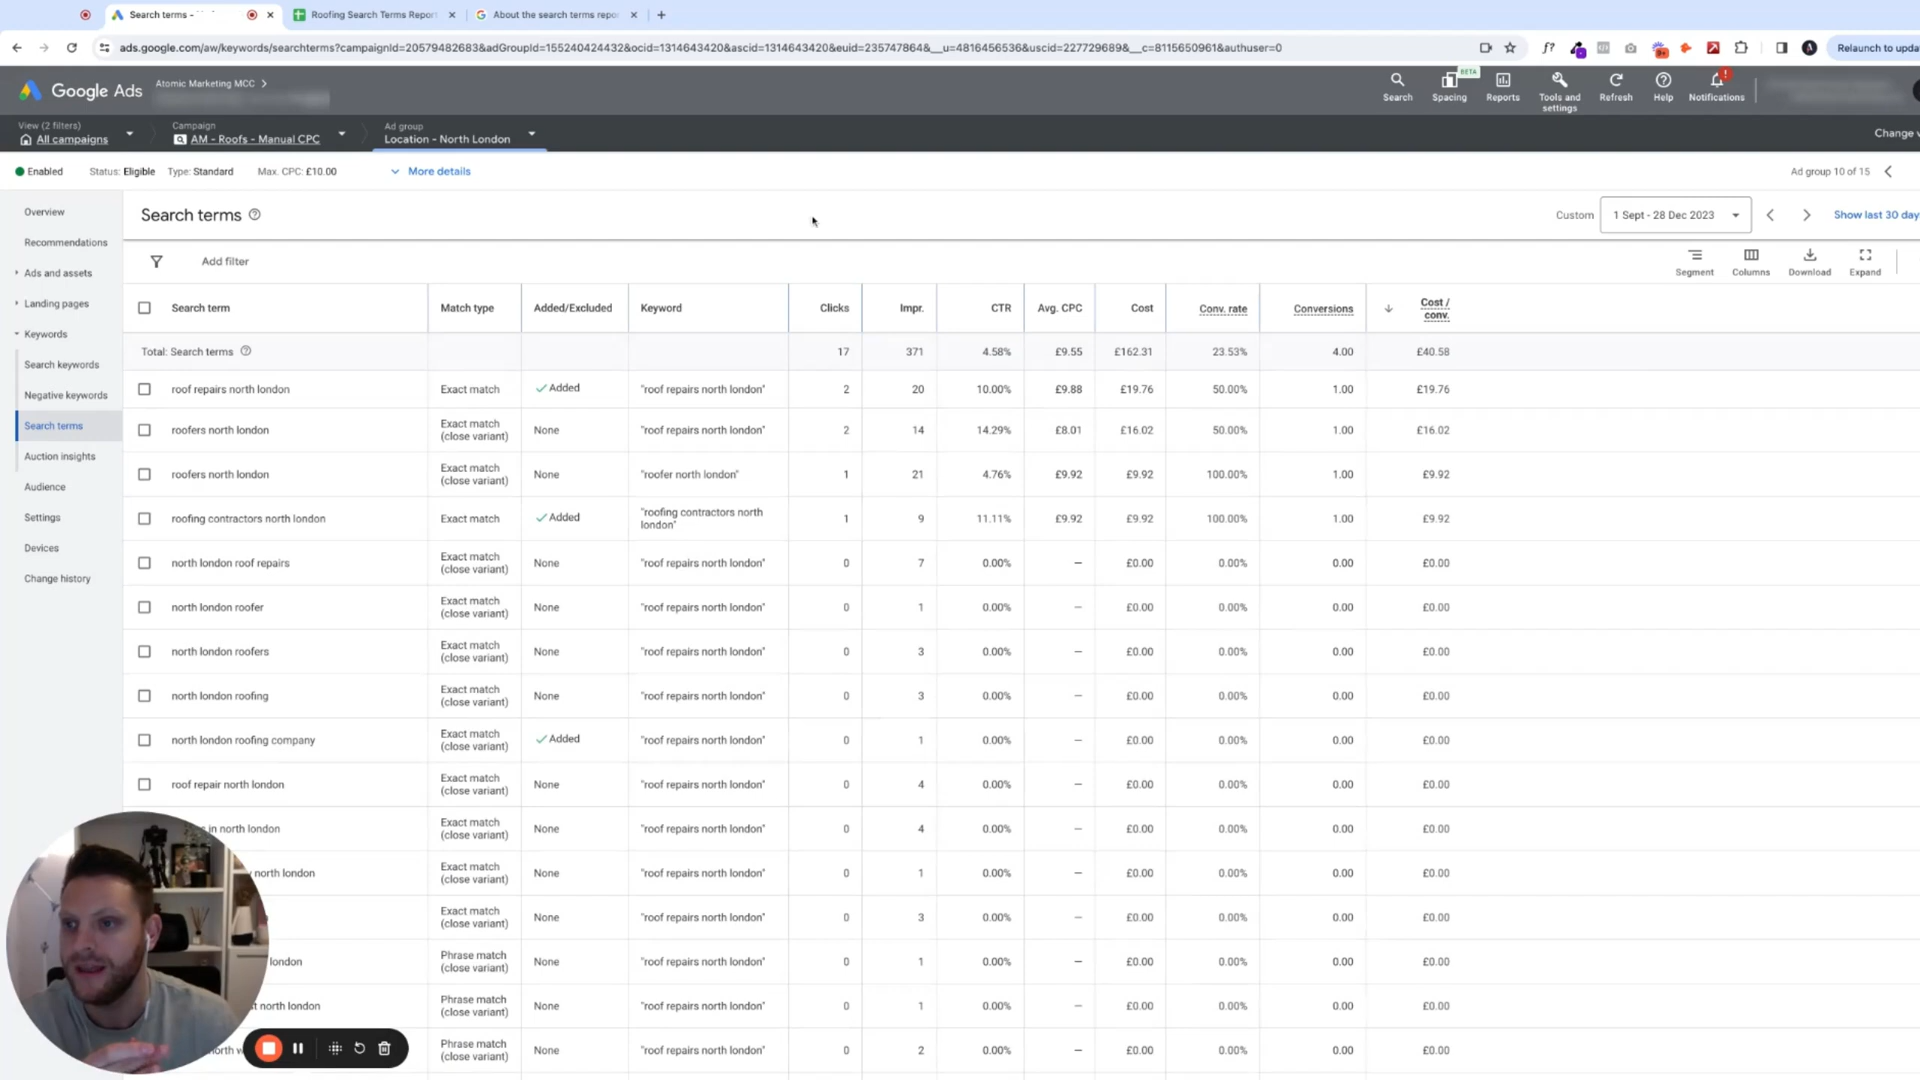 Search terms -
Roofing Search Terms Report
About the search terms repo
ads.google.com/aw/keywords/searchterms?campaignId=20579482683&adGroupId=155240424432&ocid=1314643420&ascid=1314643420&euid=235747864&__u=4816456536&uscid=227729689&__c=8115650961&authuser=0
Relaunch to upda
Google Ads
Atomic Marketing MCC
Search
BETA
Spacing
Reports
Tools and settings
Refresh
Help
Notifications
View (2 filters)
All campaigns
Campaign
AM - Roofs - Manual CPC
Ad group
Location - North London
Change v
Enabled Status: Eligible Type: Standard Max. CPC: £10.00 More details
Ad group 10 of 15
Overview
Recommendations
Ads and assets
Landing pages
Keywords
Search keywords
Negative keywords
Search terms
Auction insights
Audience
Settings
Devices
Change history
Search terms
Custom 1 Sept - 28 Dec 2023 Show last 30 day
Add filter
Segment Columns Download Expand
Search term Match type Added/Excluded Keyword Clicks Impr. CTR Avg. CPC Cost Conv. rate Conversions Cost / conv.
Total: Search terms 17 371 4.58% £9.55 £162.31 23.53% 4.00 £40.58
roof repairs north london Exact match Added "roof repairs north london" 2 20 10.00% £9.88 £19.76 50.00% 1.00 £19.76
roofers north london Exact match (close variant) None "roof repairs north london" 2 14 14.29% £8.01 £16.02 50.00% 1.00 £16.02
roofers north london Exact match (close variant) None "roofer north london" 1 21 4.76% £9.92 £9.92 100.00% 1.00 £9.92
roofing contractors north london Exact match Added "roofing contractors north london" 1 9 11.11% £9.92 £9.92 100.00% 1.00 £9.92
north london roof repairs Exact match (close variant) None "roof repairs north london" 0 7 0.00% – £0.00 0.00% 0.00 £0.00
north london roofer Exact match (close variant) None "roof repairs north london" 0 1 0.00% – £0.00 0.00% 0.00 £0.00
north london roofers Exact match (close variant) None "roof repairs north london" 0 3 0.00% – £0.00 0.00% 0.00 £0.00
north london roofing Exact match (close variant) None "roof repairs north london" 0 3 0.00% – £0.00 0.00% 0.00 £0.00
north london roofing company Exact match (close variant) Added "roof repairs north london" 0 1 0.00% – £0.00 0.00% 0.00 £0.00
roof repair north london Exact match (close variant) None "roof repairs north london" 0 4 0.00% – £0.00 0.00% 0.00 £0.00
in north london Exact match (close variant) None "roof repairs north london" 0 4 0.00% – £0.00 0.00% 0.00 £0.00
north london Exact match (close variant) None "roof repairs north london" 0 1 0.00% – £0.00 0.00% 0.00 £0.00
Exact match (close variant) None "roof repairs north london" 0 3 0.00% – £0.00 0.00% 0.00 £0.00
london Phrase match (close variant) None "roof repairs north london" 0 1 0.00% – £0.00 0.00% 0.00 £0.00
north london Phrase match (close variant) None "roof repairs north london" 0 1 0.00% – £0.00 0.00% 0.00 £0.00
north Phrase match (close variant) None "roof repairs north london" 0 2 0.00% – £0.00 0.00% 0.00 £0.00